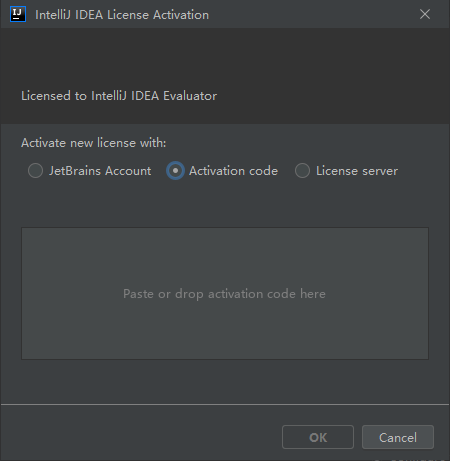 IJ IntelliJ IDEA License Activation
Licensed to IntelliJ IDEA Evaluator
Activate new license with:
JetBrains Account Activation code License server
Paste or drop activation code here
OK Cancel